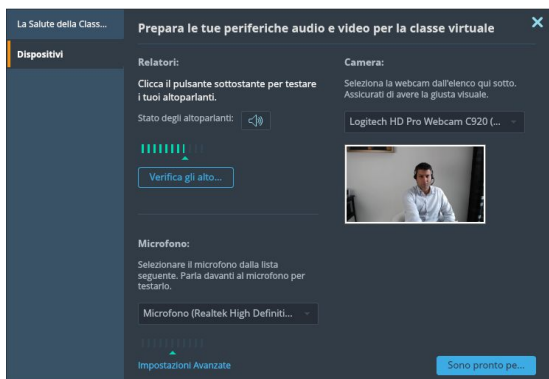 La Salute della Class...
Dispositivi
Prepara le tue periferiche audio e video per la classe virtuale
Relatori:
Clicca il pulsante sottostante per testare
i tuoi altoparlanti.
Stato degli altoparlanti:
Verifica gli alto...
Microfono:
Selezionare il microfono dalla lista
seguente. Parla davanti al microfono per
testarlo.
Microfono (Realtek High Definiti...
Impostazioni Avanzate
Camera:
Seleziona la webcam dall'elenco qui sotto.
Assicurati di avere la giusta visuale.
Logitech HD Pro Webcam C920 (...
Sono pronto pe...